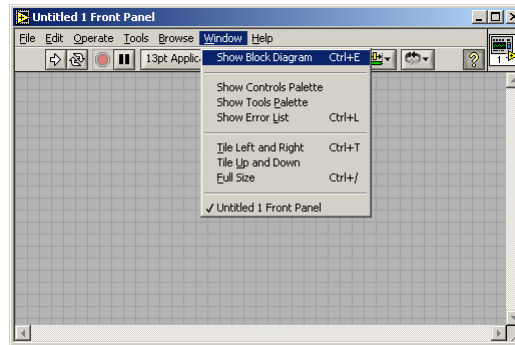 Untitled 1 Front Panel
File Edit Operate Tools Browse Window Help
13pt Applic
Show Block Diagram Ctrl+E
Show Controls Palette
Show Tools Palette
Show Error List Ctrl+L
Tile Left and Right Ctrl+T
Tile Up and Down
Full Size Ctrl+/
✓ Untitled 1 Front Panel
?
1